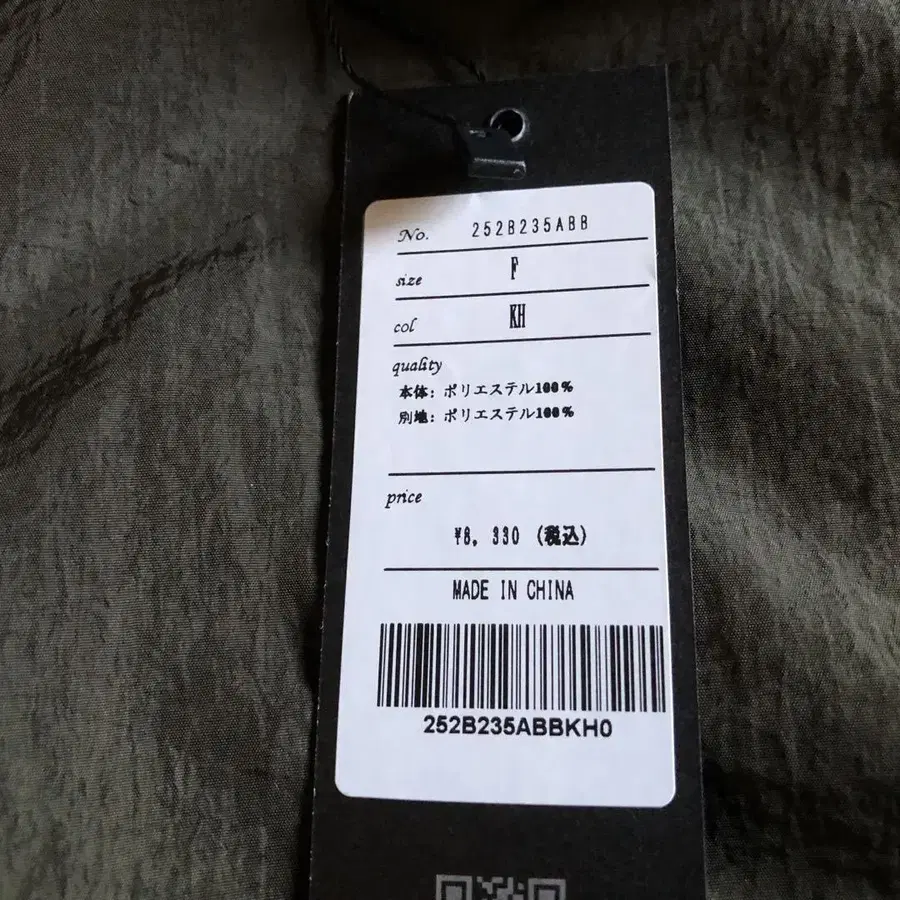 No. 252B235ABB
size F
col KH
quality
本体: ポリエステル100%
別地: ポリエステル100%
price
¥8, 330 (税込)
MADE IN CHINA
252B235ABBKH0